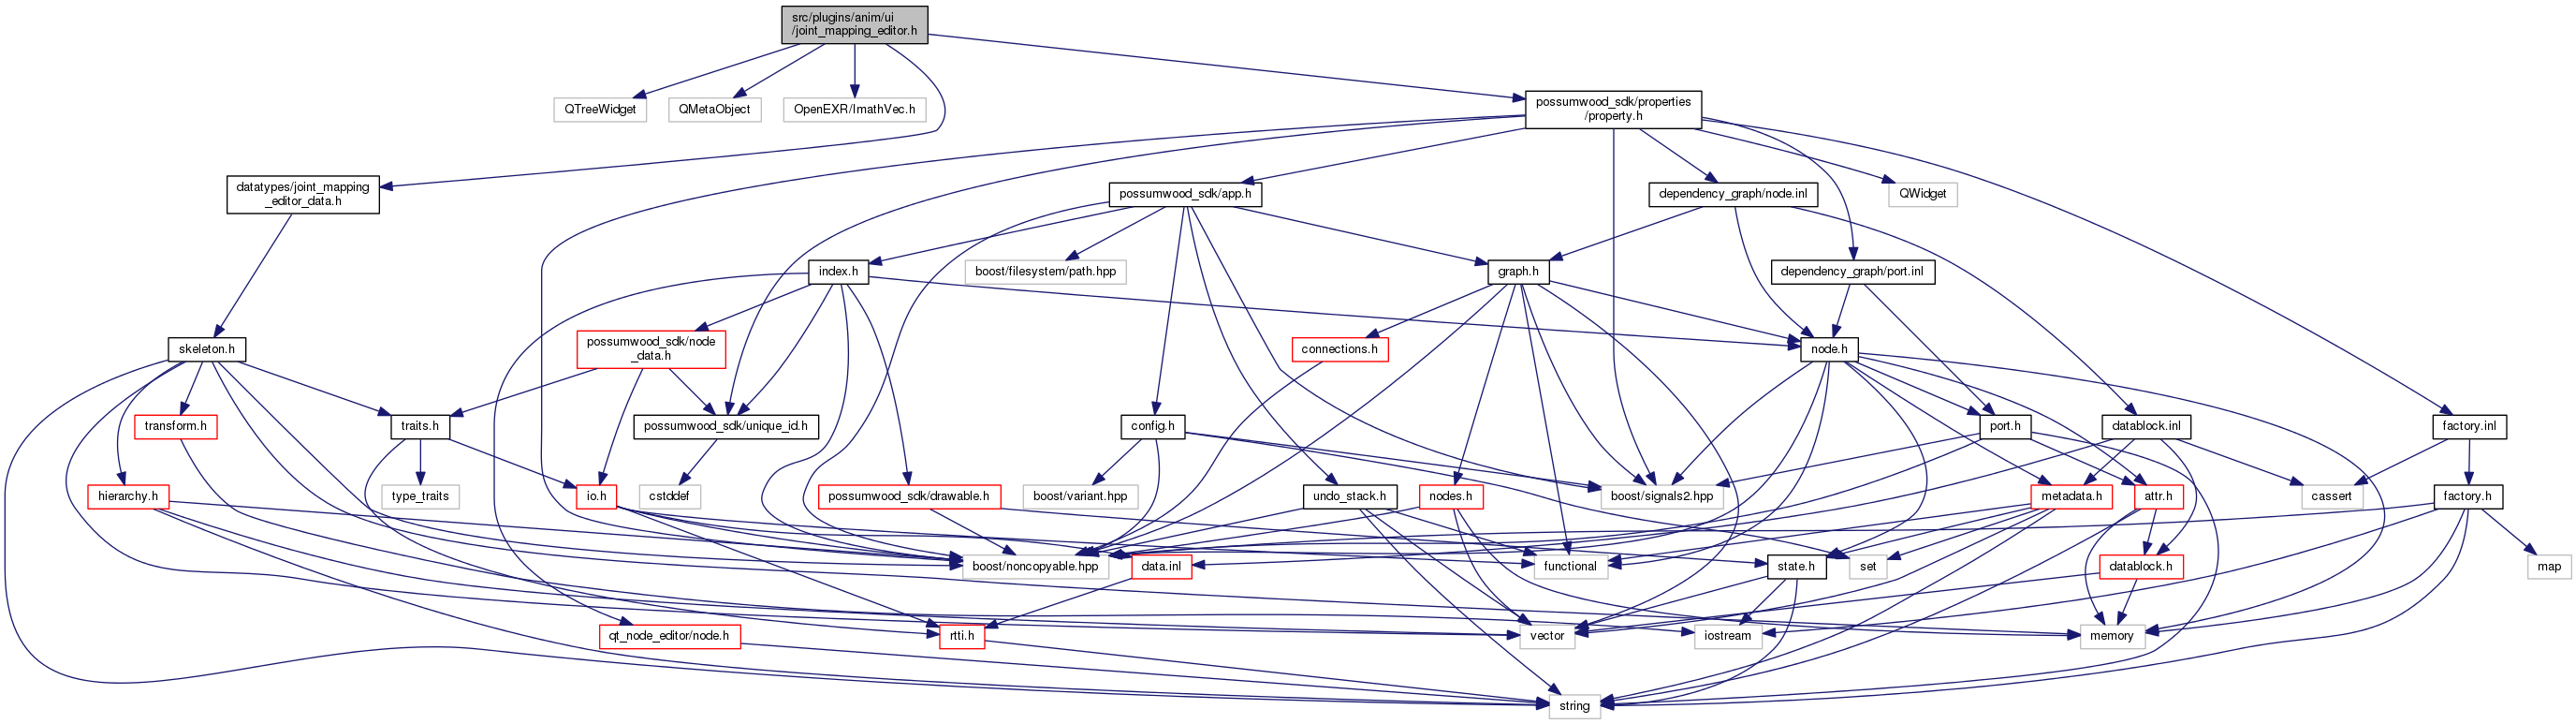 src/plugins/anim/ui
/joint_mapping_editor.h
QTreeWidget
QMetaObject
OpenEXR/ImathVec.h
possumwood_sdk/properties
/property.h
datatypes/joint_mapping
_editor_data.h
possumwood_sdk/app.h
dependency_graph/node.inl
QWidget
index.h
boost/filesystem/path.hpp
graph.h
dependency_graph/port.inl
skeleton.h
possumwood_sdk/node
_data.h
connections.h
node.h
transform.h
traits.h
possumwood_sdk/unique_id.h
config.h
port.h
datablock.inl
factory.inl
hierarchy.h
type_traits
io.h
cstddef
possumwood_sdk/drawable.h
boost/variant.hpp
undo_stack.h
nodes.h
boost/signals2.hpp
metadata.h
attr.h
cassert
factory.h
boost/noncopyable.hpp
data.inl
functional
state.h
set
datablock.h
map
qt_node_editor/node.h
rtti.h
iostream
vector
memory
string